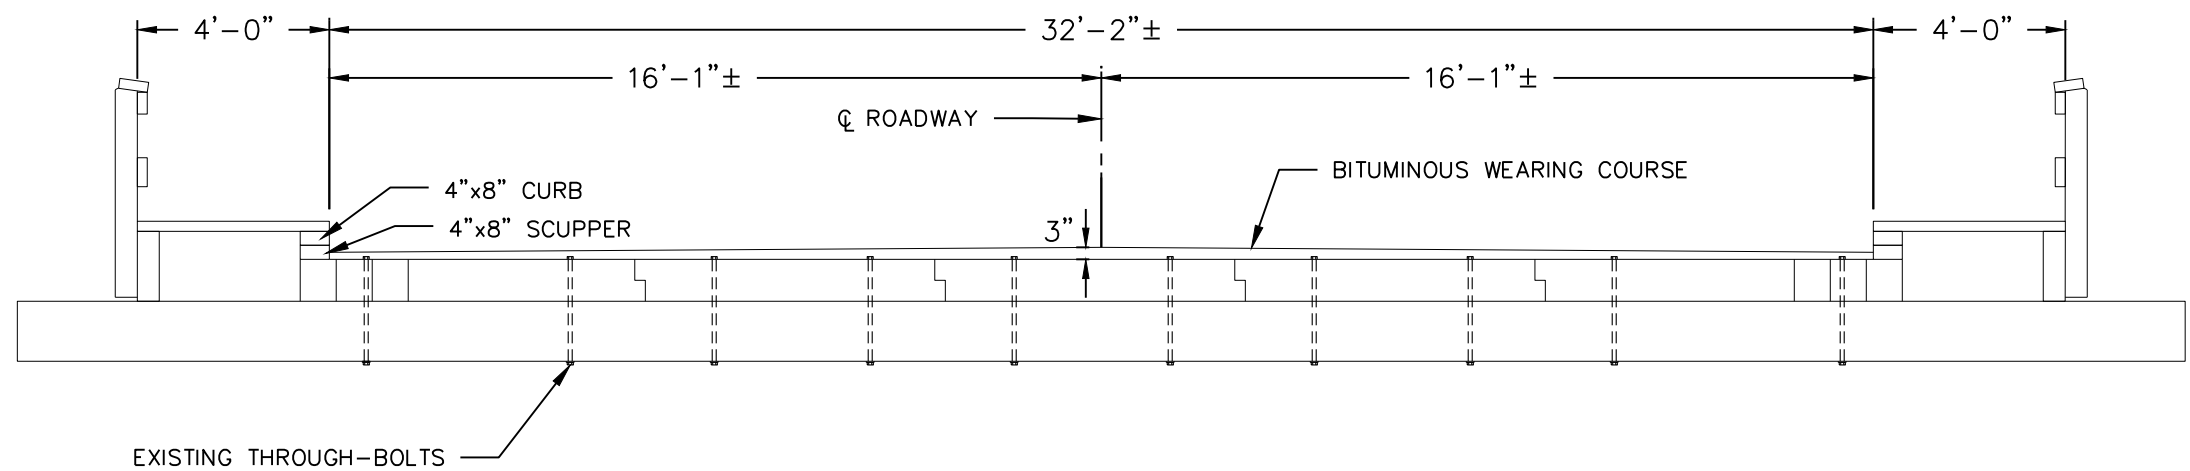 4'-0"
32'-2"±
4'-0"
16'-1"±
16'-1"±
℄ ROADWAY
BITUMINOUS WEARING COURSE
4"x8" CURB
4"x8" SCUPPER
3"
EXISTING THROUGH-BOLTS